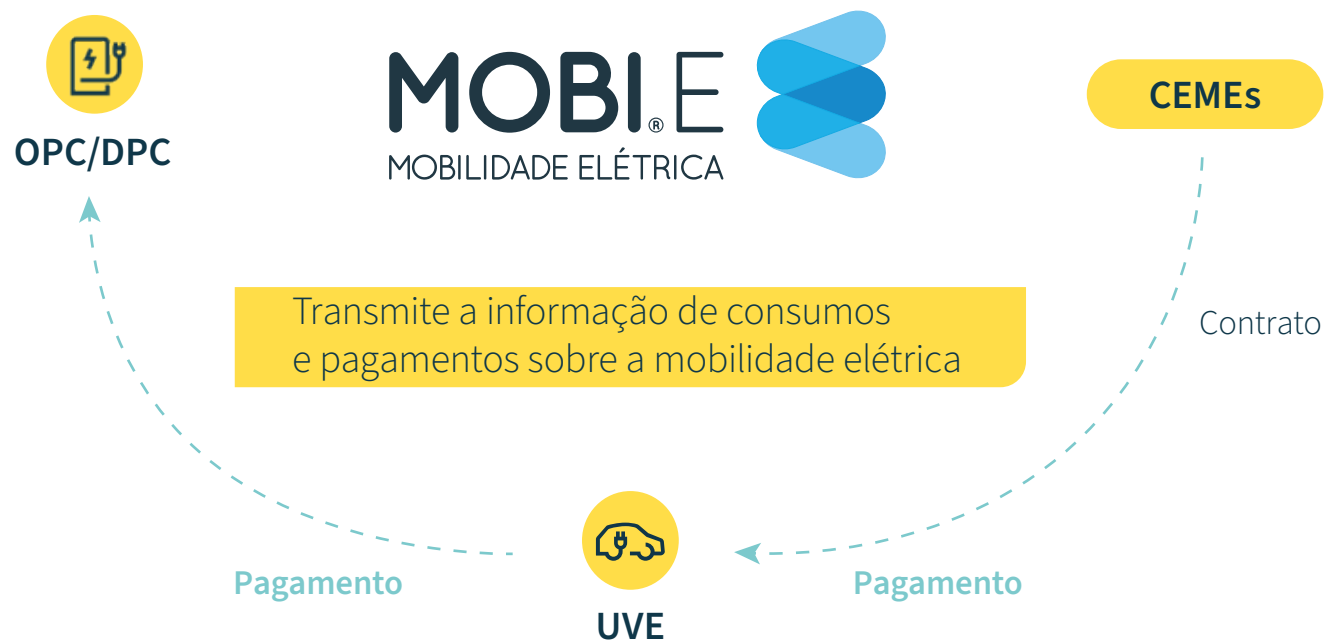 OPC/DPC
MOBI.E
®
MOBILIDADE ELÉTRICA
CEMEs
Transmite a informação de consumos
e pagamentos sobre a mobilidade elétrica
Contrato
Pagamento
Pagamento
UVE